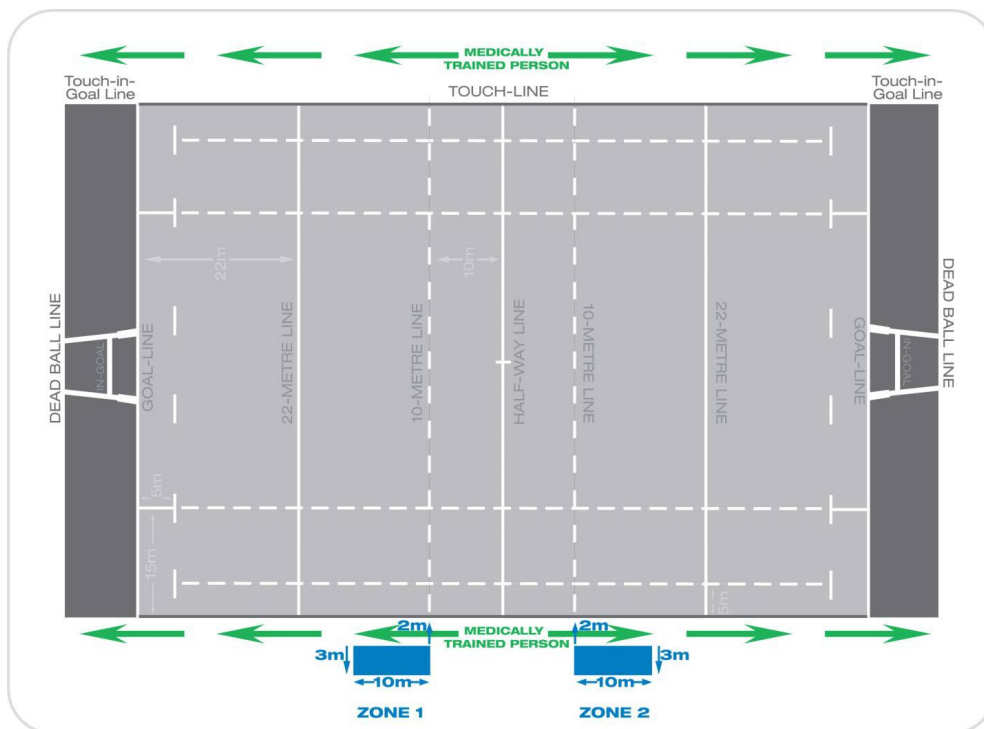 MEDICALLY
TRAINED PERSON
Touch-in-
Goal Line
Touch-in-
Goal Line
TOUCH-LINE
22m
10m
DEAD BALL LINE
IN-GOAL
GOAL-LINE
22-METRE LINE
10-METRE LINE
HALF-WAY LINE
10-METRE LINE
22-METRE LINE
GOAL-LINE
IN-GOAL
DEAD BALL LINE
5m
15m
5m
2m
MEDICALLY
TRAINED PERSON
2m
3m
10m
10m
3m
ZONE 1
ZONE 2